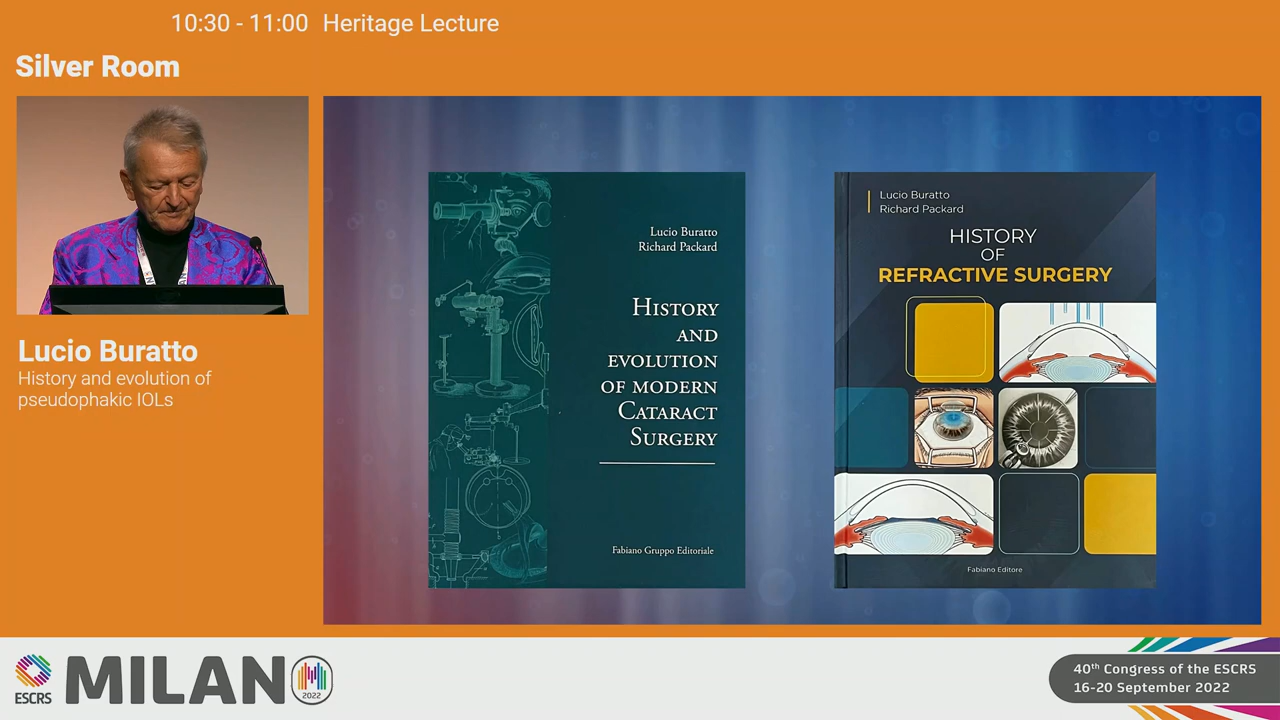 10:30 - 11:00 Heritage Lecture
Silver Room
Lucio Buratto
History and evolution of
pseudophakic IOLs
Lucio Buratto
Richard Packard
History
and
evolution
of modern
Cataract
Surgery
Fabiano Gruppo Editoriale
Lucio Buratto
Richard Packard
HISTORY
OF
REFRACTIVE SURGERY
Fabiano Editore
ESCRS
MILANO
2022
40th Congress of the ESCRS
16-20 September 2022